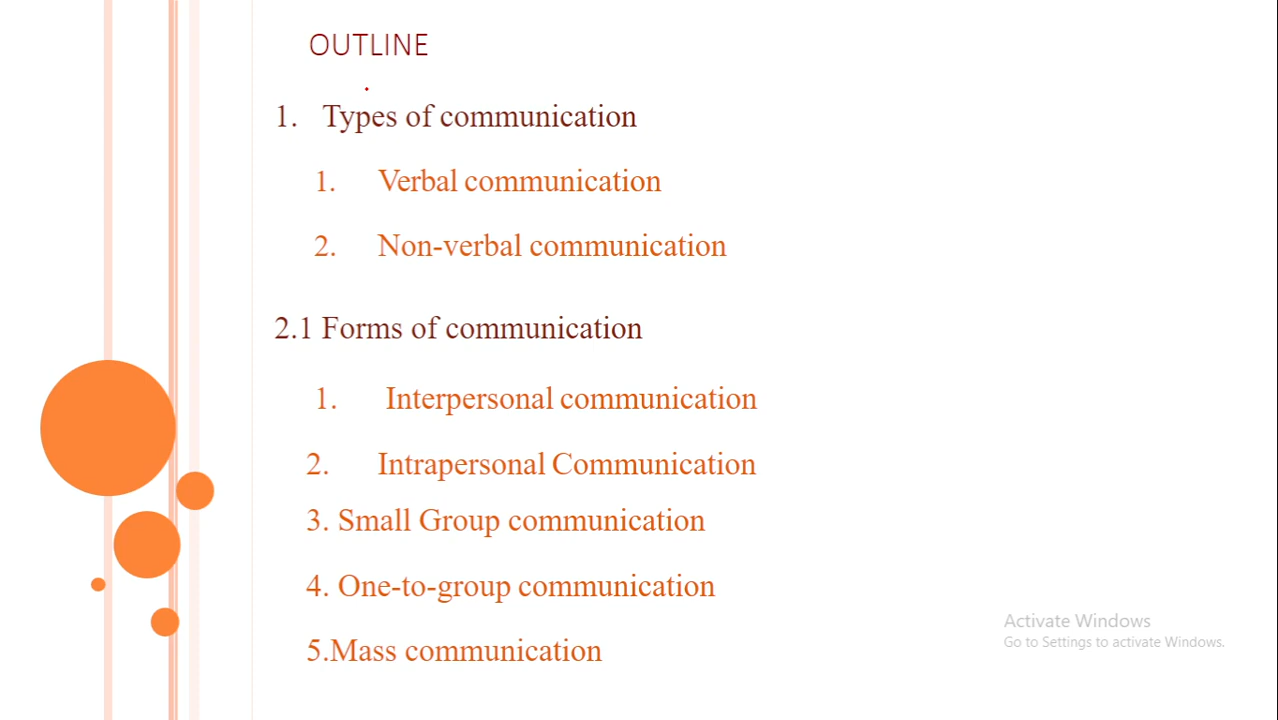 OUTLINE
1. Types of communication
1. Verbal communication
2. Non-verbal communication
2.1 Forms of communication
1. Interpersonal communication
2. Intrapersonal Communication
3. Small Group communication
4. One-to-group communication
5.Mass communication
Activate Windows
Go to Settings to activate Windows.